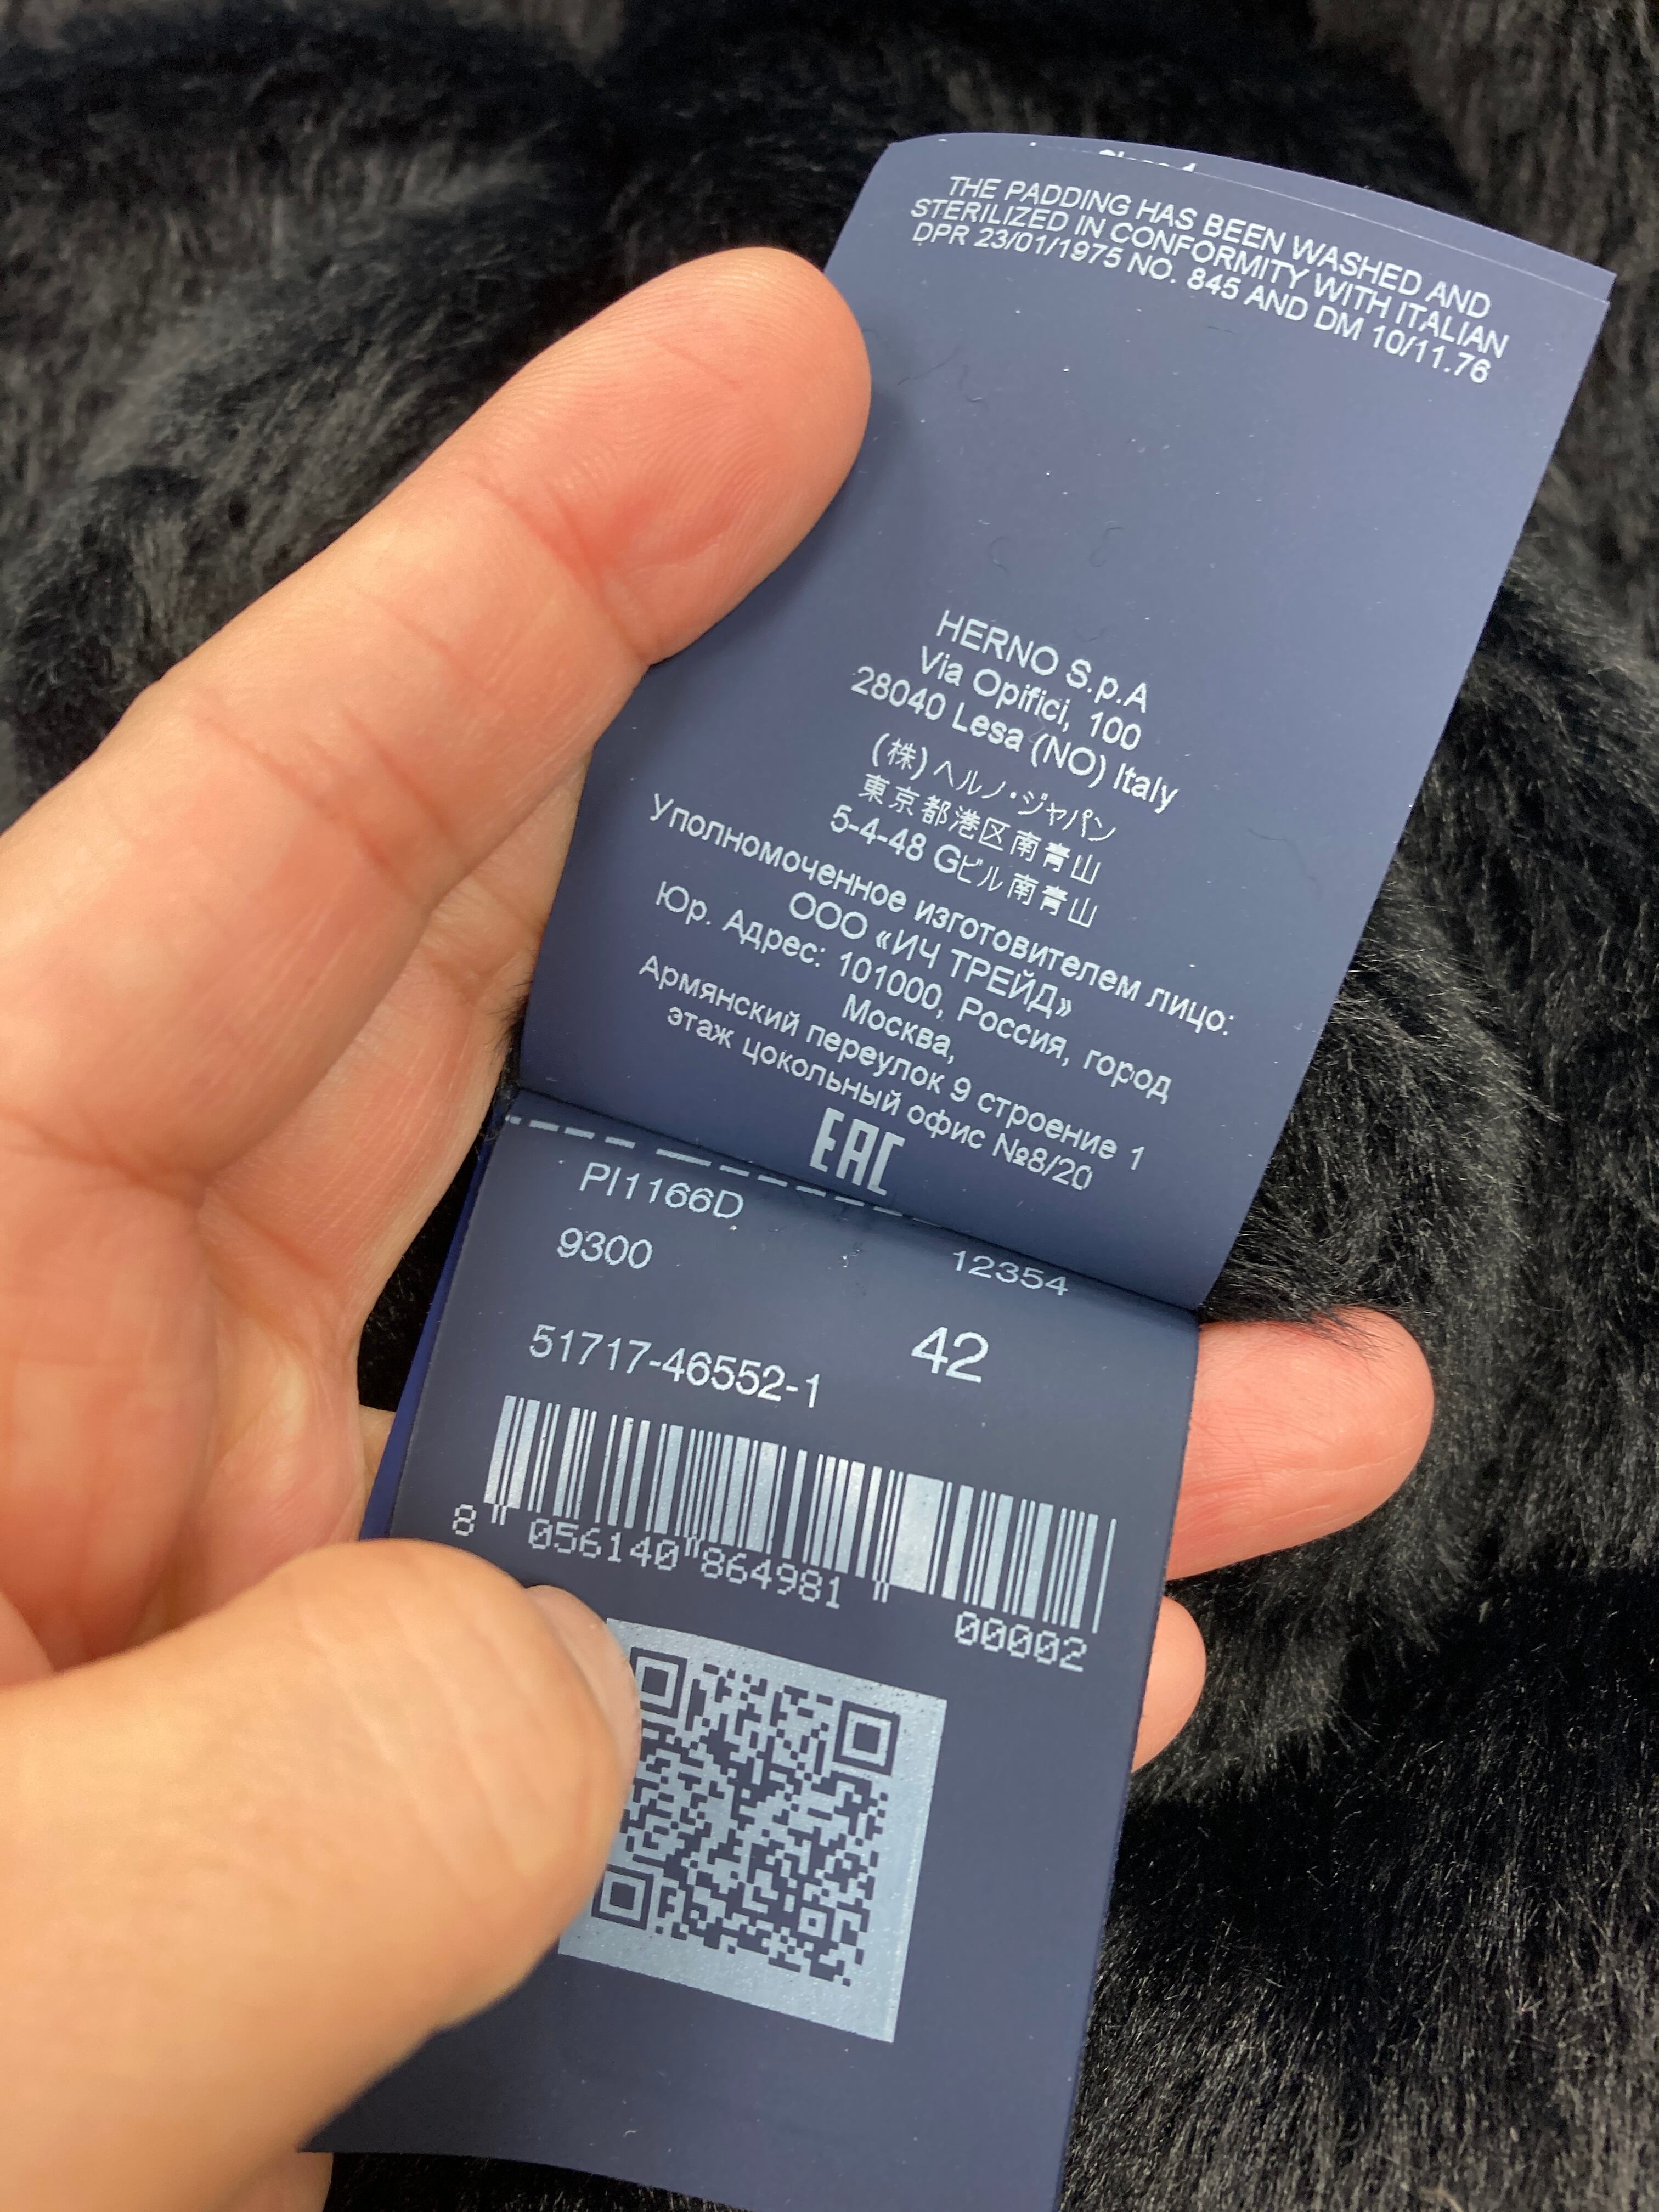 THE PADDING HAS BEEN WASHED AND
STERILIZED IN CONFORMITY WITH ITALIAN
DPR 23/01/1975 NO. 845 AND DM 10/11.76
HERNO S.p.A
Via Opifici, 100
28040 Lesa (NO) Italy
(株) ヘルノ・ジャパン
東京都港区南青山
5-4-48 Gビル南青山
Уполномоченное изготовителем лицо:
ООО «ИЧ ТРЕЙД»
Юр. Адрес: 101000, Россия, город
Москва,
Армянский переулок 9 строение 1
этаж цокольный офис №8/20
EAC
PI1166D
9300 12354
51717-46552-1 42
8 " 056140 " 864981 " 00002